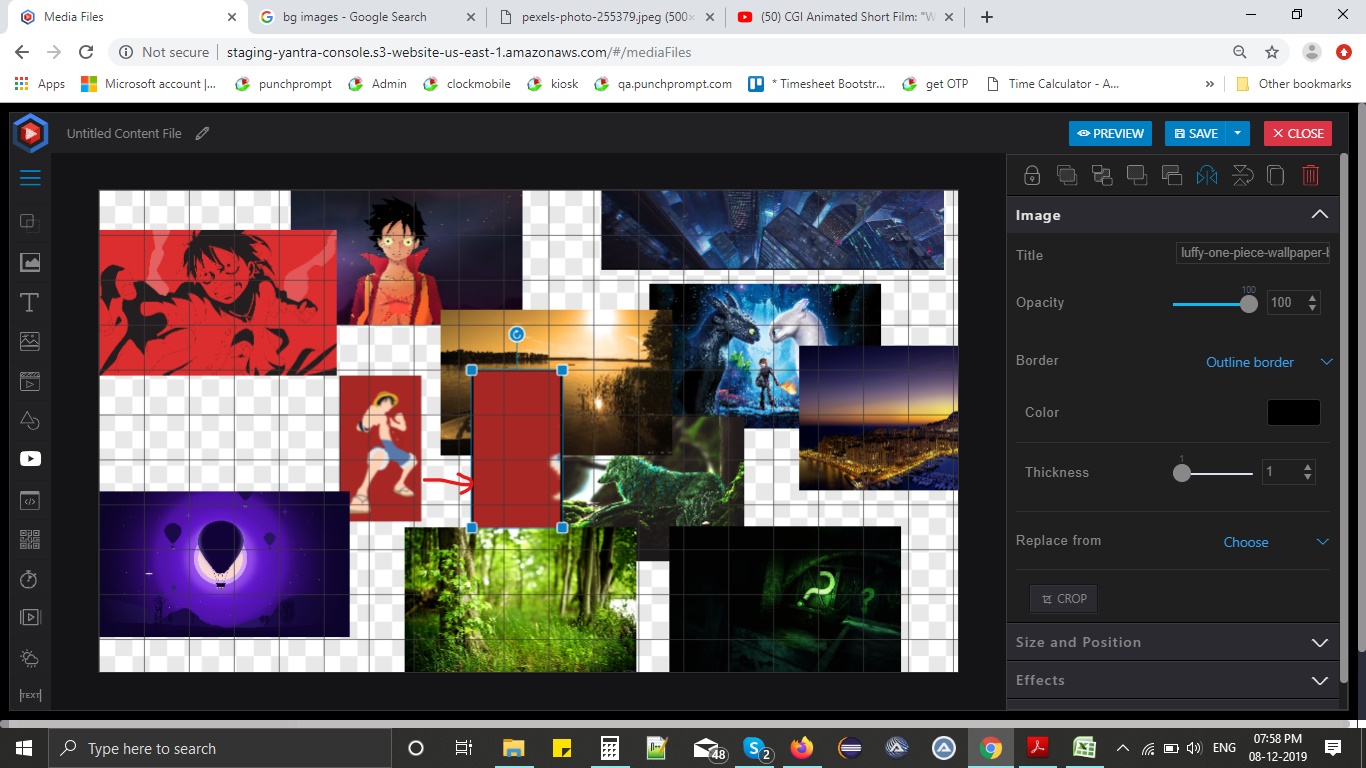 Media Files
bg images - Google Search
pexels-photo-255379.jpeg (500×
(50) CGI Animated Short Film: "W
Not secure
staging-yantra-console.s3-website-us-east-1.amazonaws.com/#/mediaFiles
Apps
Microsoft account |...
punchprompt
Admin
clockmobile
kiosk
qa.punchprompt.com
* Timesheet Bootstr...
get OTP
Time Calculator - A...
»
Other bookmarks
Untitled Content File
PREVIEW
SAVE
CLOSE
Image
Title
luffy-one-piece-wallpaper-h
Opacity
100
100
Border
Outline border
Color
Thickness
1
1
Replace from
Choose
CROP
Size and Position
Effects
TEXT
?
?
Type here to search
48
2
ENG
07:58 PM
08-12-2019